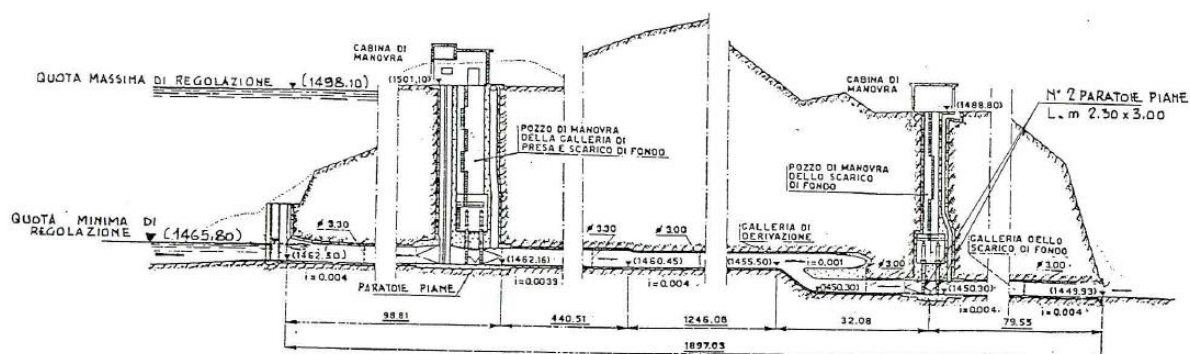 CABINA DI
MANOVRA
QUOTA MASSIMA DI REGOLAZIONE (1498.10)
(1501.10)
CABINA DI
MANOVRA
(1488.80)
N° 2 PARATOIE PIANE
L. m 2.30 x 3.00
POZZO DI MANOVRA
DELLA GALLERIA DI
PRESA E SCARICO DI FONDO
POZZO DI MANOVRA
DELLO SCARICO
DI FONDO
QUOTA MINIMA DI
REGOLAZIONE (1465.80)
ø 3.30
ø 3.30
ø 3.00
GALLERIA DI
DERIVAZIONE
GALLERIA DELLO
SCARICO DI FONDO
ø 3.00
ø 3.00
(1462.50)
(1462.16)
(1460.45)
(1455.50)
i=0.001
(1450.30)
(1450.30)
(1449.93)
i=0.004
PARATOIE PIANE
i=0.0039
i=0.004
i=0.004
i=0.004
98.81
440.51
1246.08
32.08
79.55
1897.03